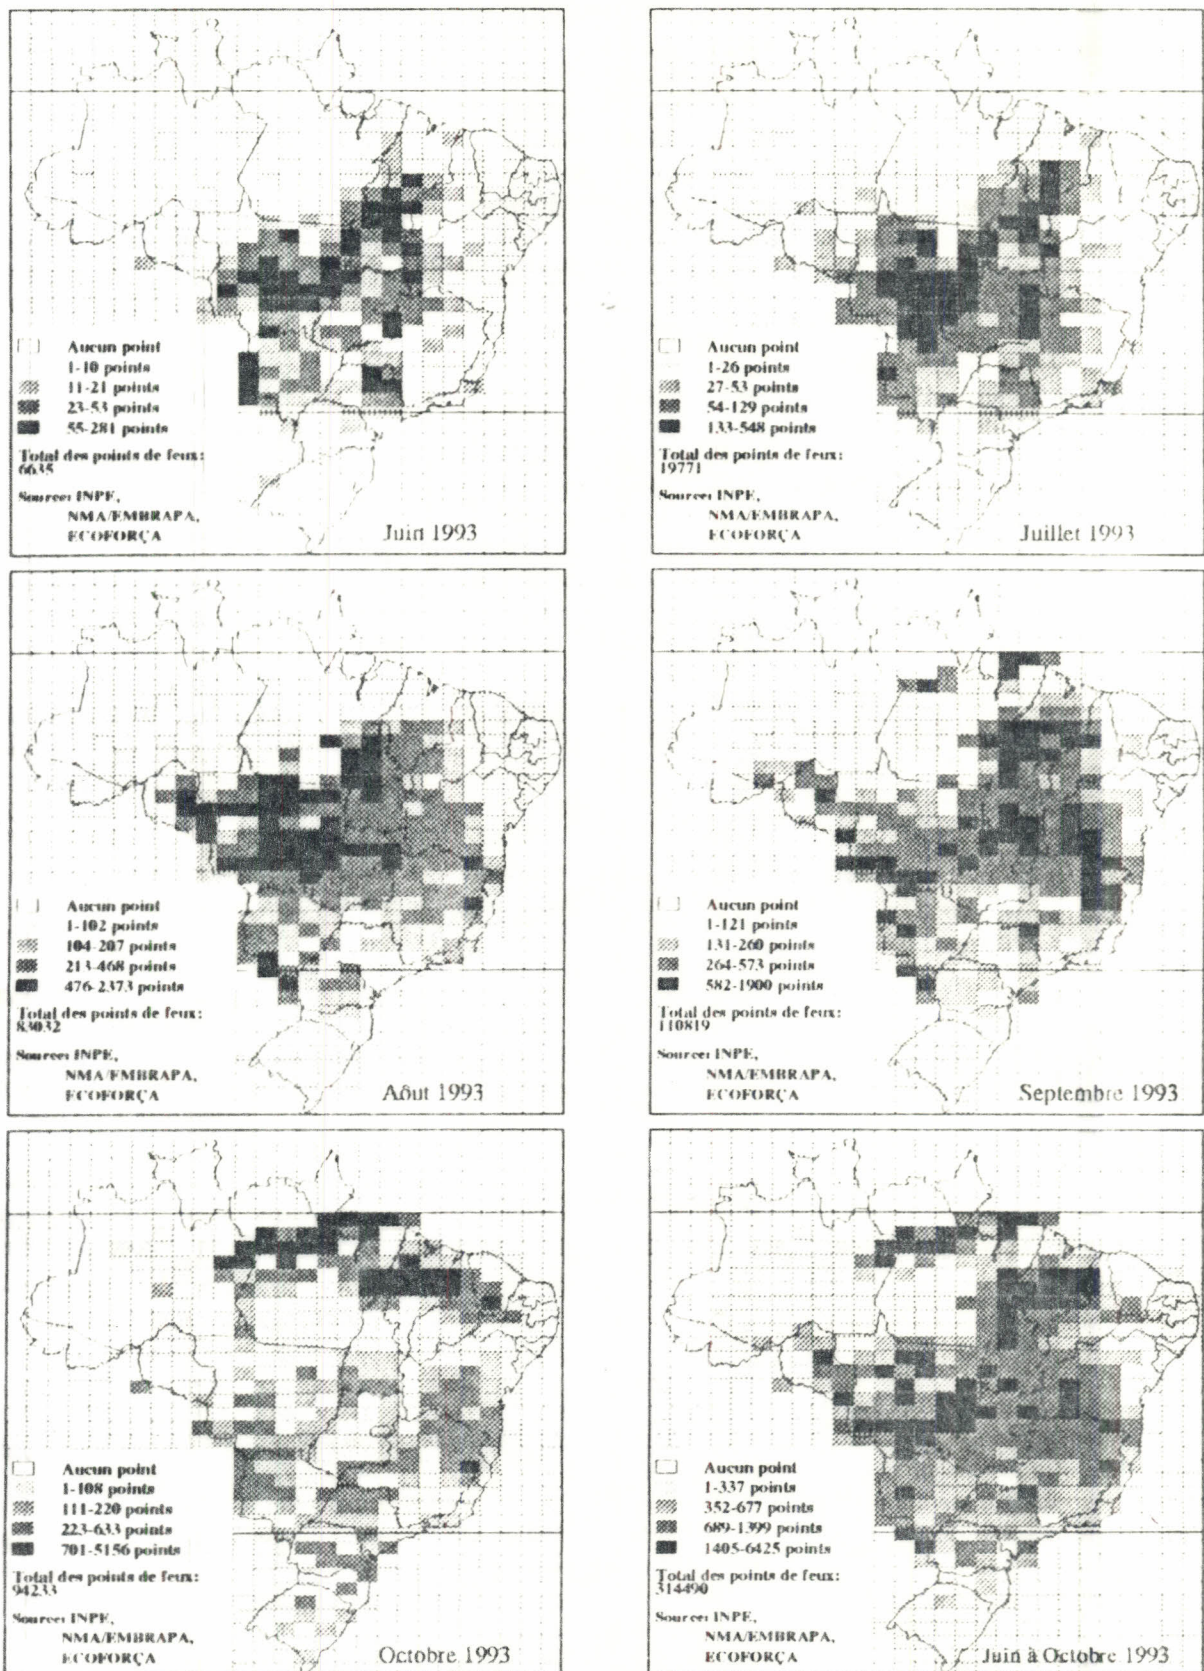 Aucun point
1-10 points
11-21 points
23-53 points
55-281 points
Total des points de feux:
6635
Source: INPE,
NMA/EMBRAPA,
ECOFORÇA
Juin 1993
Aucun point
1-26 points
27-53 points
54-129 points
133-548 points
Total des points de feux:
19771
Source: INPE,
NMA/EMBRAPA,
ECOFORÇA
Juillet 1993
Aucun point
1-102 points
104-207 points
213-468 points
476-2373 points
Total des points de feux:
83032
Source: INPE,
NMA/EMBRAPA,
ECOFORÇA
Aôut 1993
Aucun point
1-121 points
131-260 points
264-573 points
582-1900 points
Total des points de feux:
110819
Source: INPE,
NMA/EMBRAPA,
ECOFORÇA
Septembre 1993
Aucun point
1-108 points
111-220 points
223-633 points
701-5156 points
Total des points de feux:
94233
Source: INPE,
NMA/EMBRAPA,
ECOFORÇA
Octobre 1993
Aucun point
1-337 points
352-677 points
689-1399 points
1405-6425 points
Total des points de feux:
314490
Source: INPE,
NMA/EMBRAPA,
ECOFORÇA
Juin à Octobre 1993